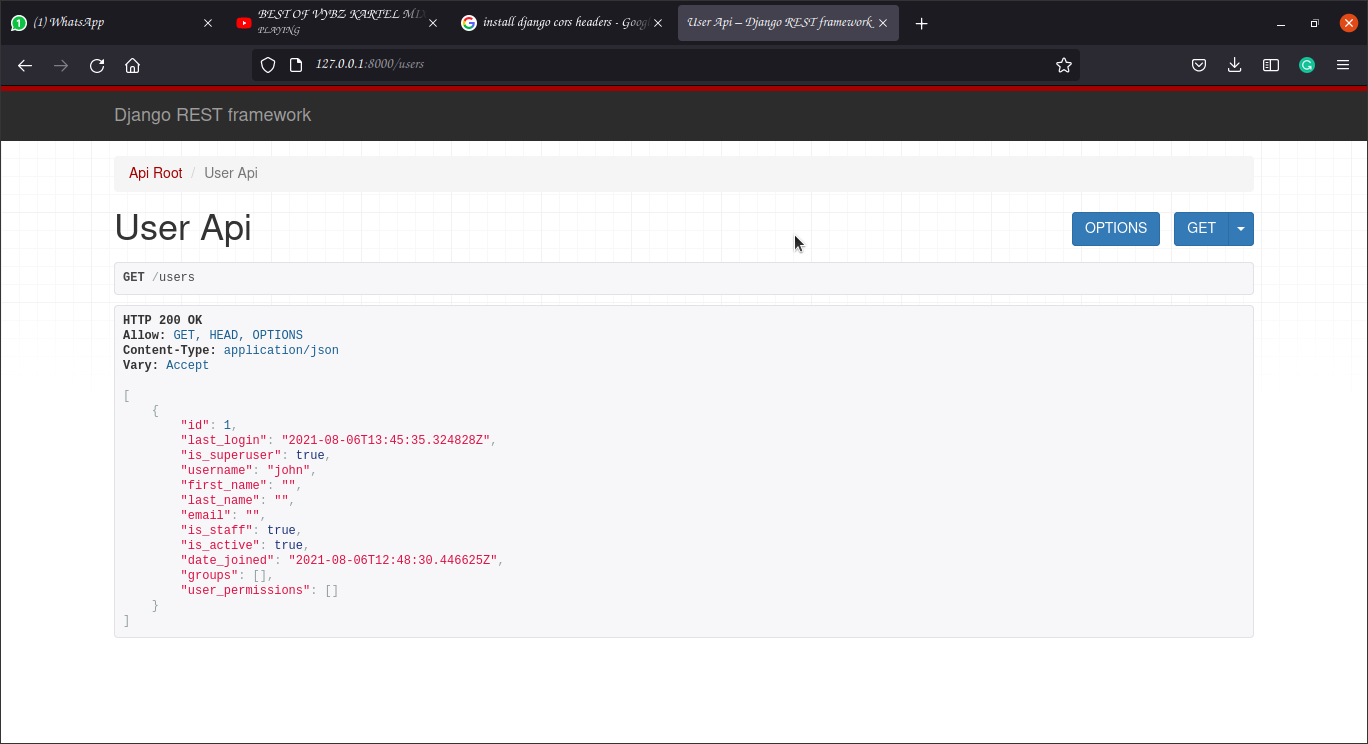 1 (1) WhatsApp
BEST OF VYBZ KARTEL MIX
PLAYING
install django cors headers - Goog
User Api – Django REST framework
127.0.0.1:8000/users
Django REST framework
Api Root / User Api
User Api
OPTIONS GET
GET /users
HTTP 200 OK
Allow: GET, HEAD, OPTIONS
Content-Type: application/json
Vary: Accept
[
    {
        "id": 1,
        "last_login": "2021-08-06T13:45:35.324828Z",
        "is_superuser": true,
        "username": "john",
        "first_name": "",
        "last_name": "",
        "email": "",
        "is_staff": true,
        "is_active": true,
        "date_joined": "2021-08-06T12:48:30.446625Z",
        "groups": [],
        "user_permissions": []
    }
]